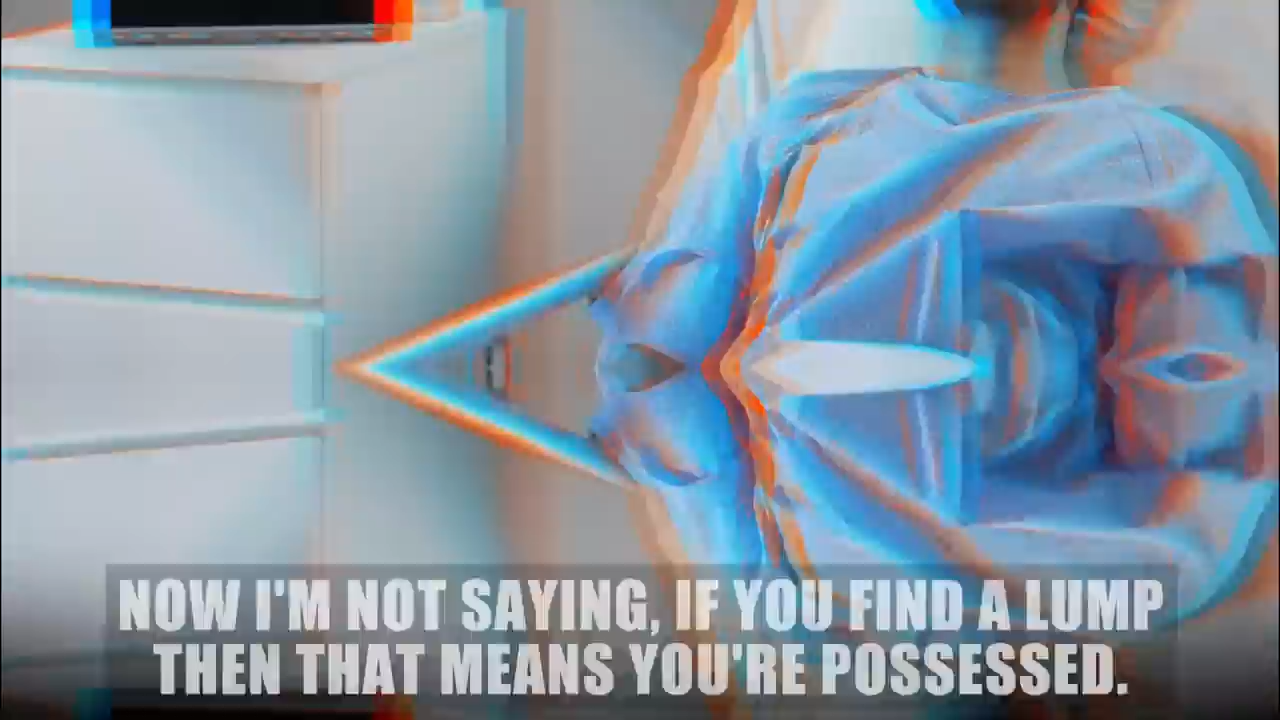 NOW I'M NOT SAYING, IF YOU FIND A LUMP
THEN THAT MEANS YOU'RE POSSESSED.